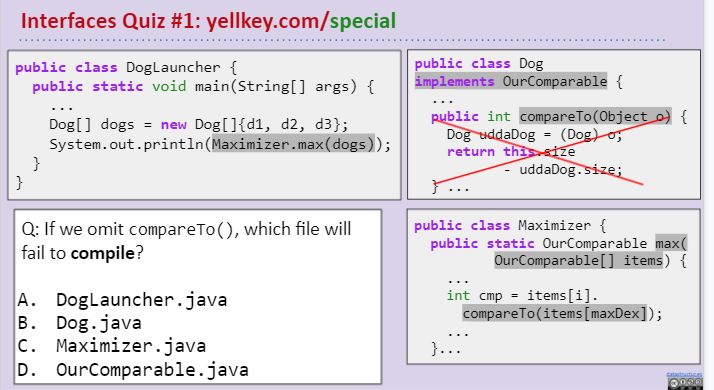 Interfaces Quiz #1: yellkey.com/special
public class DogLauncher {
public static void main(String[] args) {
...
Dog[] dogs = new Dog[]{d1, d2, d3};
System.out.println(Maximizer.max(dogs));
}
}
public class Dog
implements OurComparable {
...
public int compareTo(Object o) {
Dog uddaDog = (Dog) o;
return this.size
- uddaDog.size;
} ...
Q: If we omit compareTo(), which file will
fail to compile?
A. DogLauncher.java
B. Dog.java
C. Maximizer.java
D. OurComparable.java
public class Maximizer {
public static OurComparable max(
OurComparable[] items) {
...
int cmp = items[i].
compareTo(items[maxDex]);
...
}...